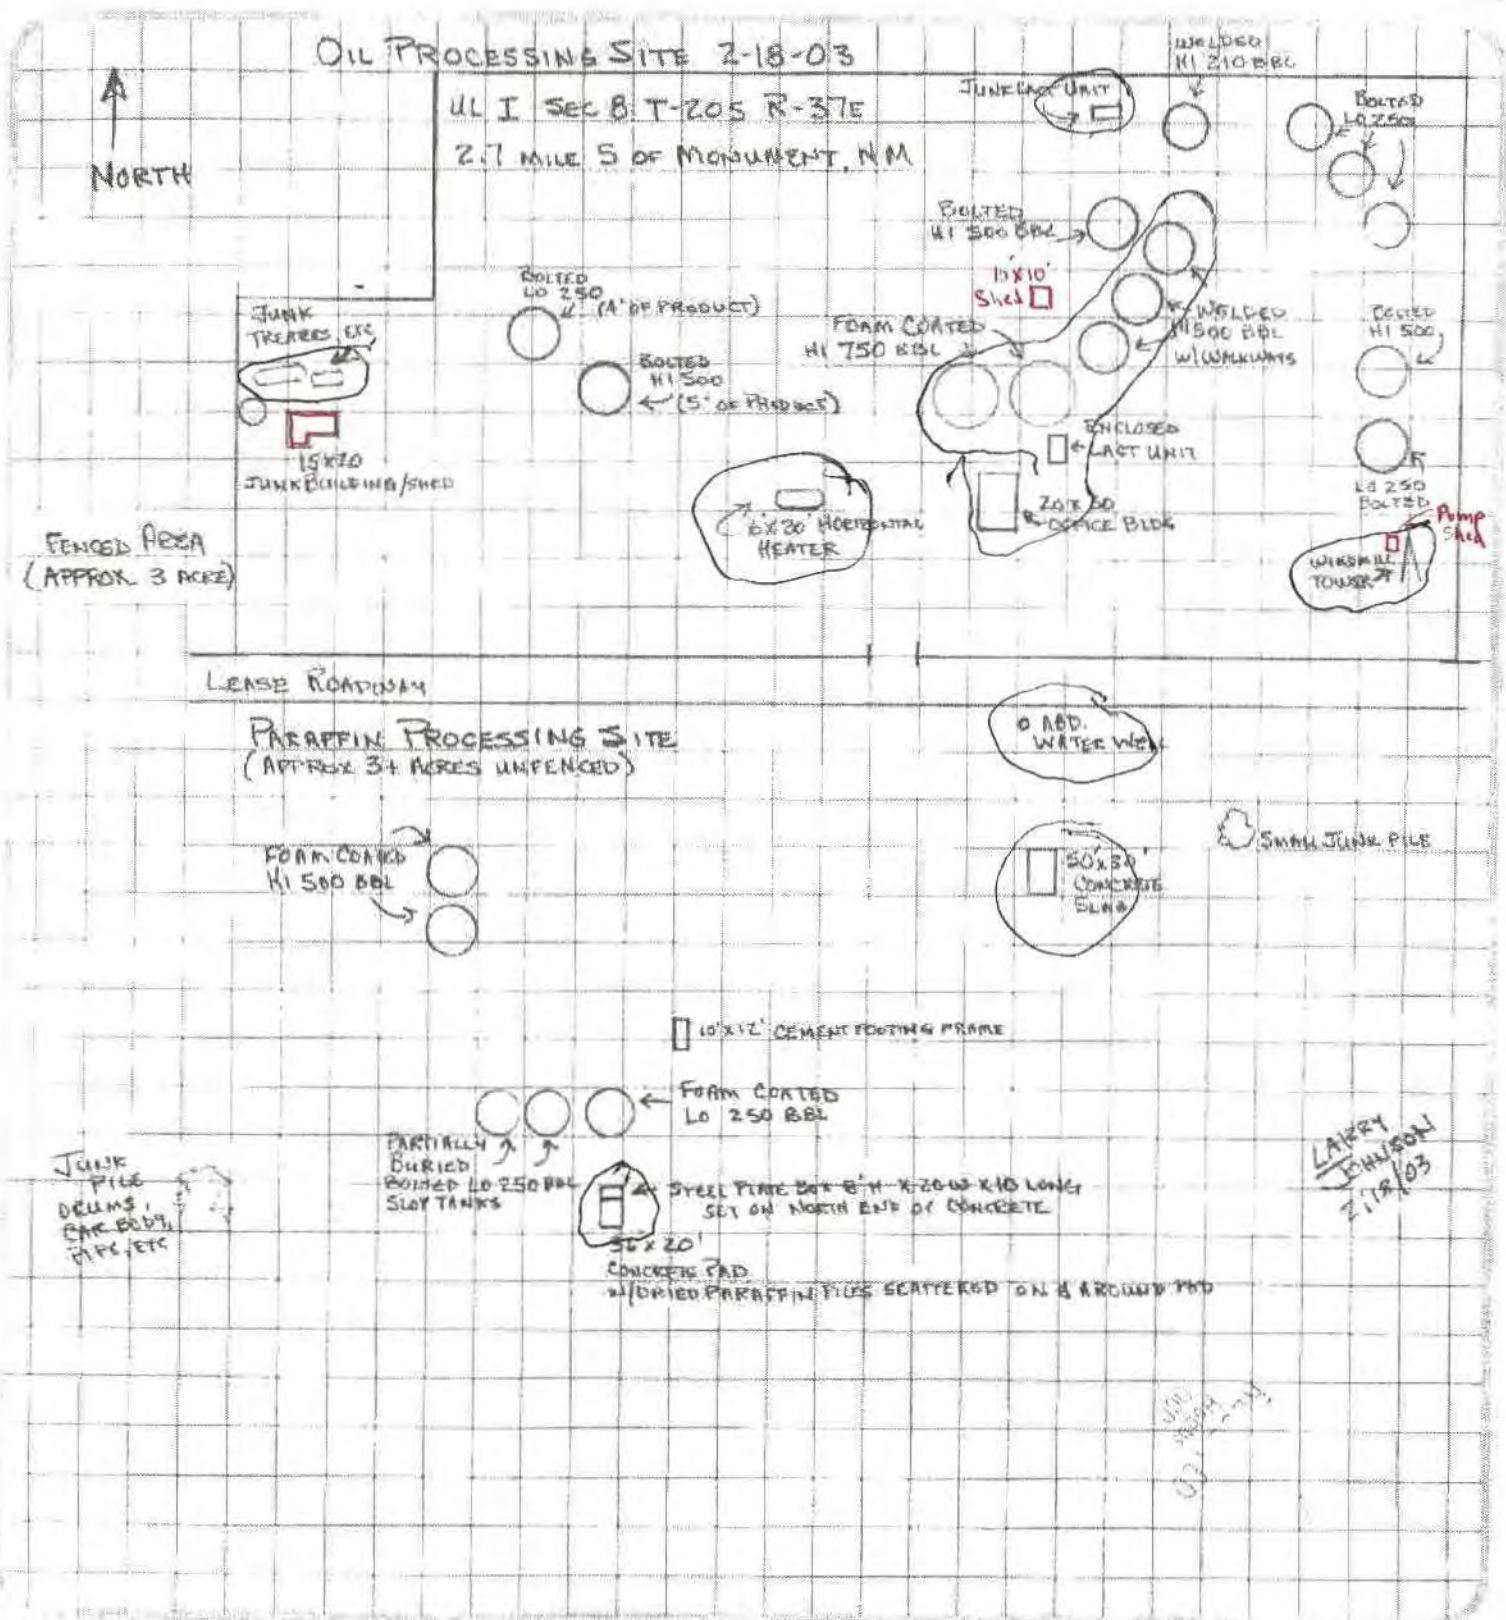 OIL PROCESSING SITE 2-18-03
UL I SEC 8 T-20S R-37E
2.7 MILE S OF MONUMENT, NM
NORTH
WELDED
HI 210 BBL
JUNK LACT UNIT
BOLTED
LO 250
BOLTED
HI 500 BBL
10'X10'
Shed
WELDED
HI 500 BBL
W/WALKWAYS
FOAM COATED
HI 750 BBL
BOLTED
HI 500
BOLTED
LO 250
(4' OF PRODUCT)
BOLTED
HI 500
(5' OF PRODUCT)
JUNK
TREATERS, ETC
15X20
JUNK BUILDING/SHED
ENCLOSED
LACT UNIT
20X50
OFFICE BLDG
6'X20' HORIZONTAL
HEATER
LO 250
BOLTED
Pump
Shed
WINDMILL
TOWER
FENCED AREA
(APPROX 3 ACRE)
LEASE ROADWAY
PARAFFIN PROCESSING SITE
(APPROX 3+ ACRES UNFENCED)
ABD.
WATER WELL
FOAM COATED
HI 500 BBL
50'X30'
CONCRETE
SLAB
SMALL JUNK PILE
10'X12' CEMENT FOOTING FRAME
FOAM COATED
LO 250 BBL
PARTIALLY
BURIED
BOLTED LO 250 BBL
SLOP TANKS
JUNK
PILE
DRUMS,
CAR BODY,
PIPE, ETC
STEEL PLATE BOX 8'H X 20W X 10 LONG
SET ON NORTH END OF CONCRETE
X 20'
CONCRETE PAD
W/DRIED PARAFFIN PILES SCATTERED ON & AROUND PAD
LARRY
JOHNSON
2/18/03